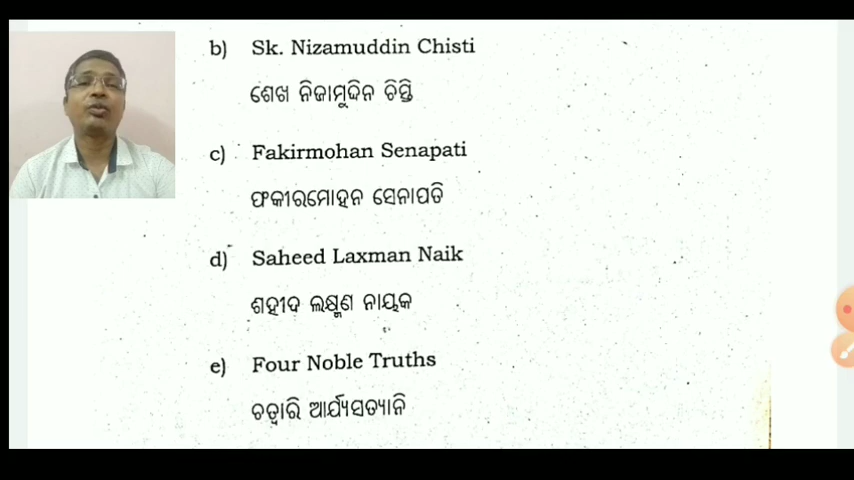 b) Sk. Nizamuddin Chisti
ଶେଖ ନିଜାମୁଦ୍ଦିନ ଚିସ୍ତି
c) Fakirmohan Senapati
ଫକୀରମୋହନ ସେନାପତି
d) Saheed Laxman Naik
ଶହୀଦ ଲକ୍ଷ୍ମଣ ନାୟକ
e) Four Noble Truths
ଚତ୍ୱାରି ଆର୍ଯ୍ୟସତ୍ୟାନି